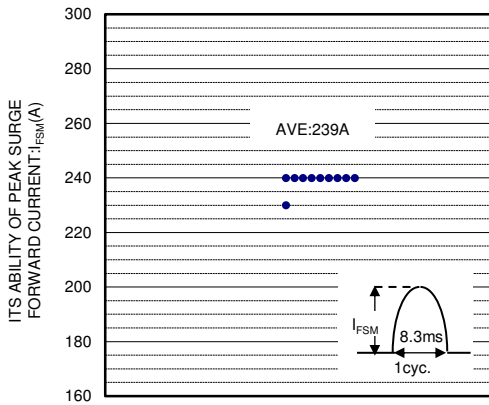 ITS ABILITY OF PEAK SURGE
FORWARD CURRENT:IFSM(A)
300
280
260
240
220
200
180
160
AVE:239A
IFSM
8.3ms
1cyc.